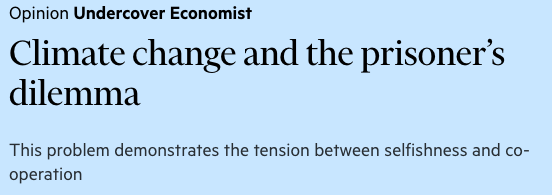 Opinion Undercover Economist
Climate change and the prisoner’s
dilemma
This problem demonstrates the tension between selfishness and co-
operation